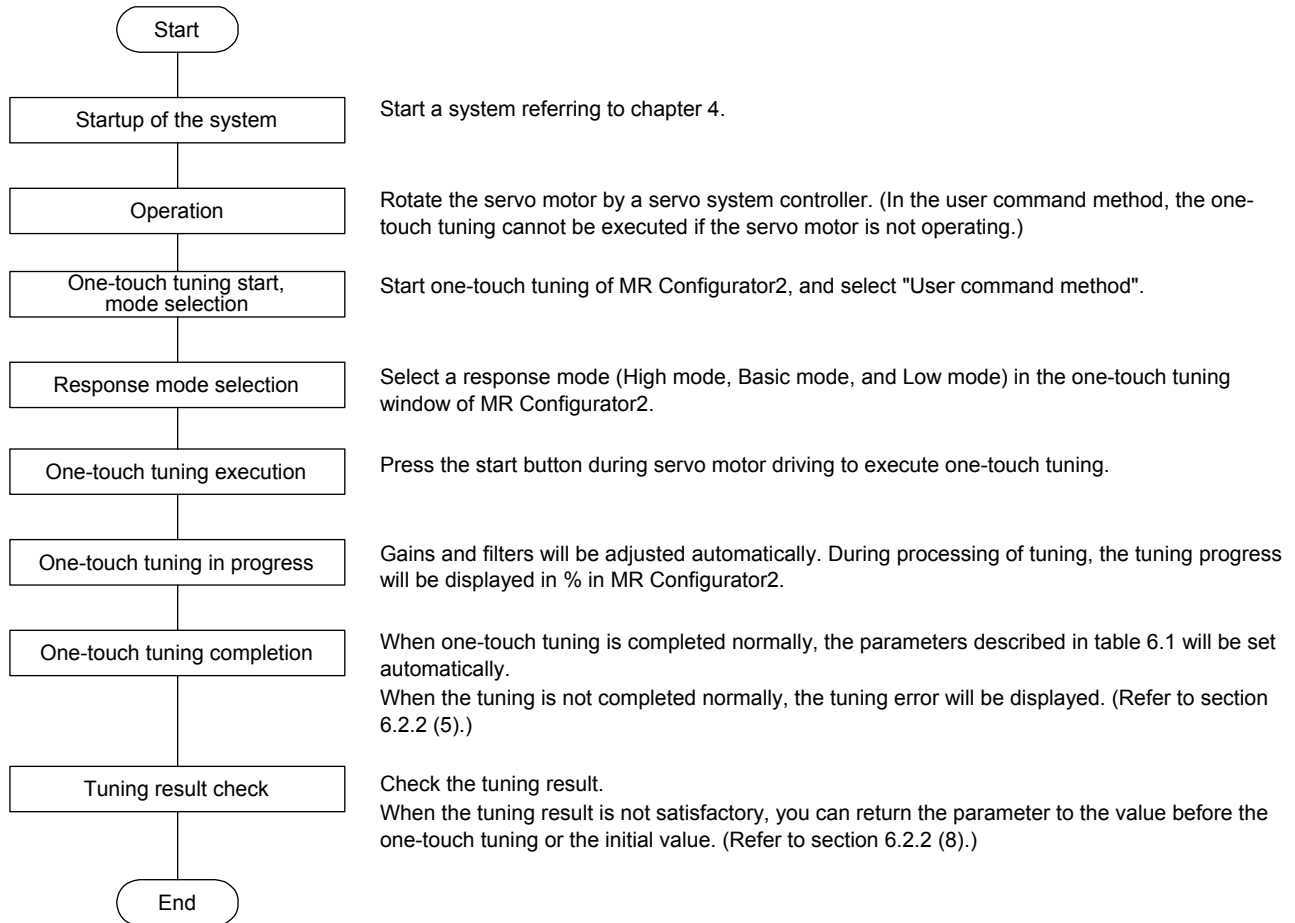 Start
Startup of the system
Start a system referring to chapter 4.
Operation
Rotate the servo motor by a servo system controller. (In the user command method, the one-
touch tuning cannot be executed if the servo motor is not operating.)
One-touch tuning start,
mode selection
Start one-touch tuning of MR Configurator2, and select "User command method".
Response mode selection
Select a response mode (High mode, Basic mode, and Low mode) in the one-touch tuning
window of MR Configurator2.
One-touch tuning execution
Press the start button during servo motor driving to execute one-touch tuning.
One-touch tuning in progress
Gains and filters will be adjusted automatically. During processing of tuning, the tuning progress
will be displayed in % in MR Configurator2.
One-touch tuning completion
When one-touch tuning is completed normally, the parameters described in table 6.1 will be set
automatically.
When the tuning is not completed normally, the tuning error will be displayed. (Refer to section
6.2.2 (5).)
Tuning result check
Check the tuning result.
When the tuning result is not satisfactory, you can return the parameter to the value before the
one-touch tuning or the initial value. (Refer to section 6.2.2 (8).)
End